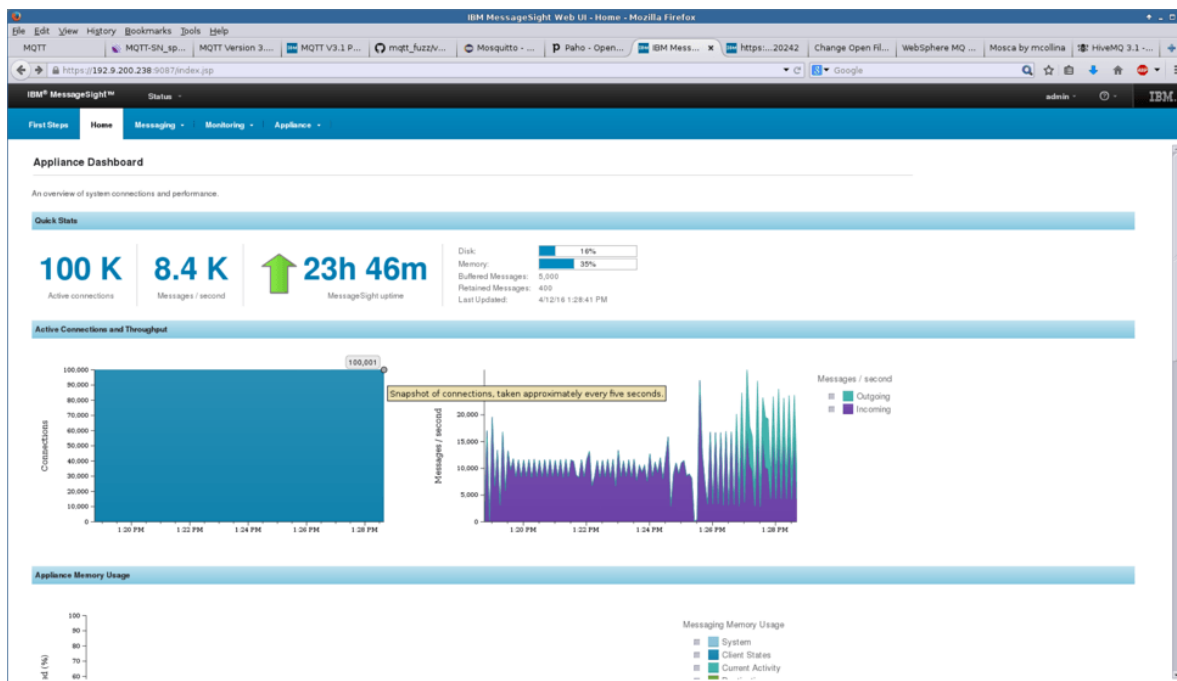 IBM MessageSight Web UI - Home - Mozilla Firefox
File Edit View History Bookmarks Tools Help
MQTT MQTT-SN_sp... MQTT Version 3.... MQTT V3.1 P... mqtt_fuzz/v... Mosquitto - ... Paho - Open... IBM Mess... https:...20242 Change Open Fil... WebSphere MQ ... Mosca by mcollina HiveMQ 3.1 -...
https://192.9.200.238:9087/index.jsp Google
IBM® MessageSight™ Status admin IBM.
First Steps Home Messaging Monitoring Appliance
Appliance Dashboard
An overview of system connections and performance.
Quick Stats
100 K 8.4 K 23h 46m
Active connections Messages / second MessageSight uptime
Disk: 16%
Memory: 35%
Buffered Messages: 5,000
Retained Messages: 400
Last Updated: 4/12/16 1:28:41 PM
Active Connections and Throughput
100,001
Snapshot of connections, taken approximately every five seconds.
Connections
100,000
90,000
80,000
70,000
60,000
50,000
40,000
30,000
20,000
10,000
0
1:20 PM 1:22 PM 1:24 PM 1:26 PM 1:28 PM
Messages / second
20,000
15,000
10,000
5,000
0
1:20 PM 1:22 PM 1:24 PM 1:26 PM 1:28 PM
Messages / second
Outgoing
Incoming
Appliance Memory Usage
100
90
80
70
60
(%)
Messaging Memory Usage
System
Client States
Current Activity